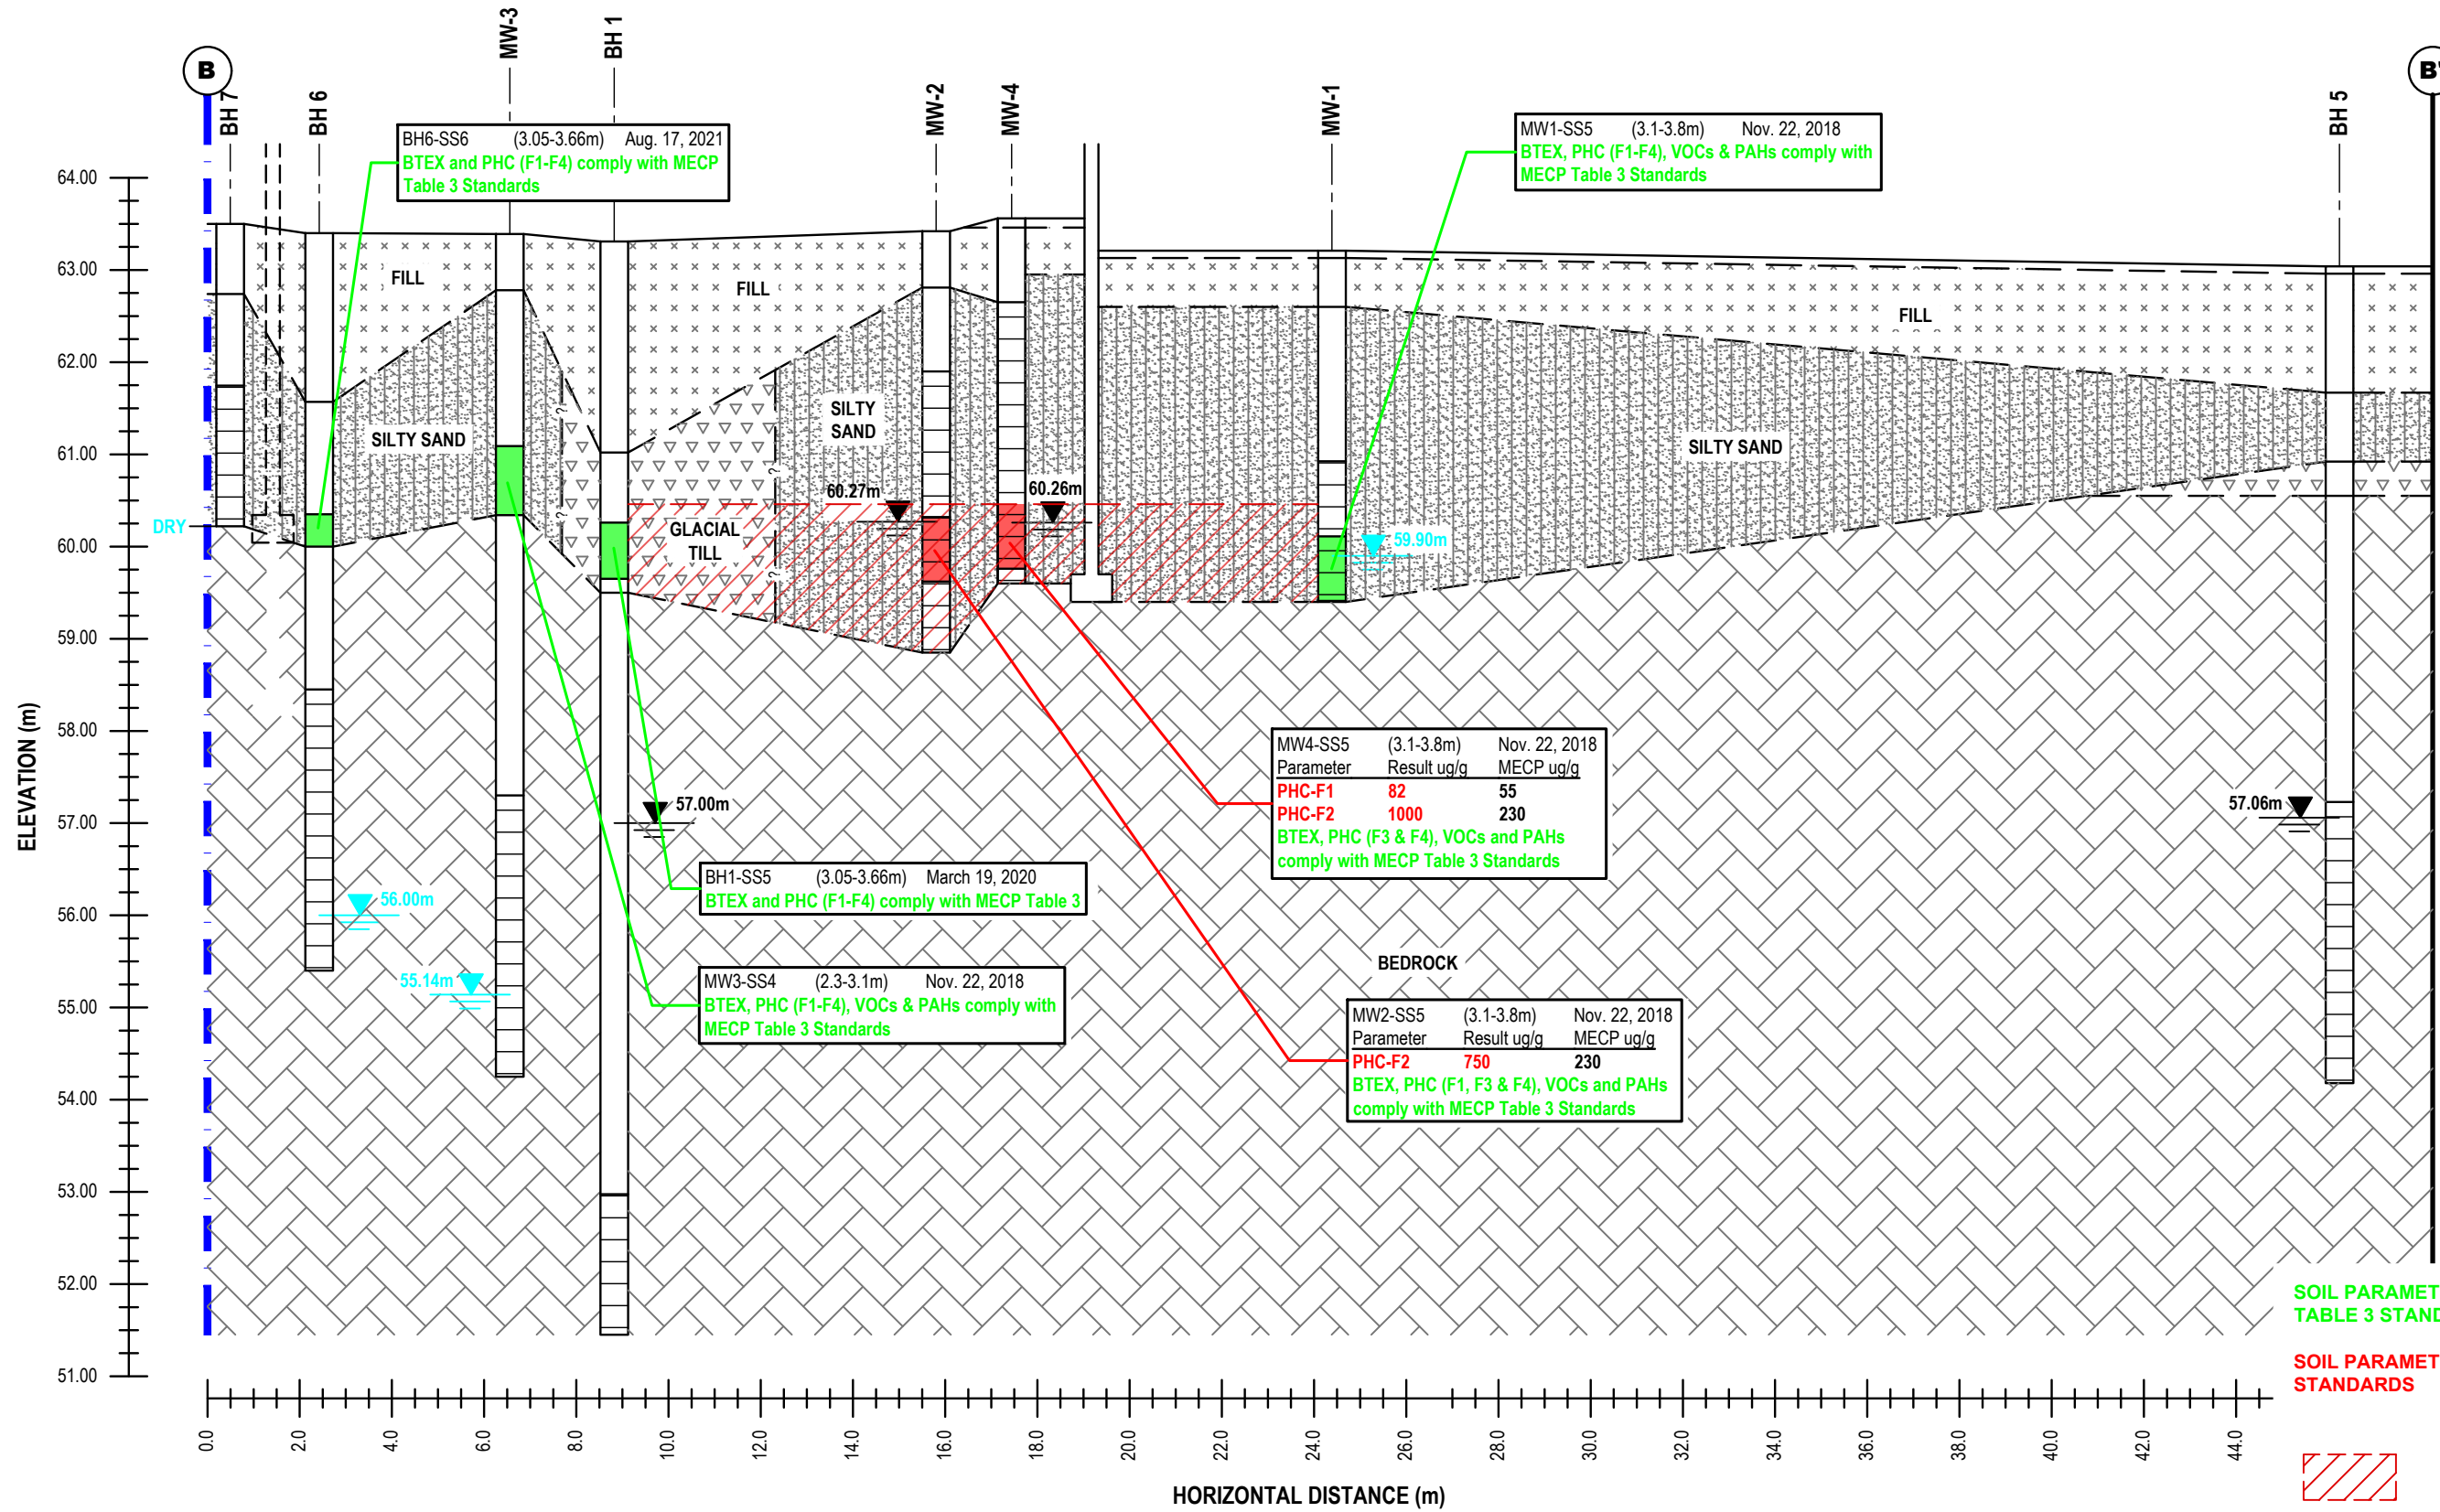 B
BH 7
BH 6
MW-3
BH 1
MW-2
MW-4
MW-1
BH 5
B'
BH6-SS6 (3.05-3.66m) Aug. 17, 2021
BTEX and PHC (F1-F4) comply with MECP
Table 3 Standards
MW1-SS5 (3.1-3.8m) Nov. 22, 2018
BTEX, PHC (F1-F4), VOCs & PAHs comply with
MECP Table 3 Standards
64.00
63.00
62.00
61.00
60.00
59.00
58.00
57.00
56.00
55.00
54.00
53.00
52.00
51.00
ELEVATION (m)
FILL
FILL
FILL
SILTY SAND
SILTY
SAND
SILTY SAND
GLACIAL
TILL
?
?
?
?
DRY
60.27m
60.26m
59.90m
57.00m
57.06m
56.00m
55.14m
MW4-SS5 (3.1-3.8m) Nov. 22, 2018
Parameter Result ug/g MECP ug/g
PHC-F1 82 55
PHC-F2 1000 230
BTEX, PHC (F3 & F4), VOCs and PAHs
comply with MECP Table 3 Standards
BH1-SS5 (3.05-3.66m) March 19, 2020
BTEX and PHC (F1-F4) comply with MECP Table 3
MW3-SS4 (2.3-3.1m) Nov. 22, 2018
BTEX, PHC (F1-F4), VOCs & PAHs comply with
MECP Table 3 Standards
BEDROCK
MW2-SS5 (3.1-3.8m) Nov. 22, 2018
Parameter Result ug/g MECP ug/g
PHC-F2 750 230
BTEX, PHC (F1, F3 & F4), VOCs and PAHs
comply with MECP Table 3 Standards
SOIL PARAMET
TABLE 3 STAND
SOIL PARAMET
STANDARDS
0.0 2.0 4.0 6.0 8.0 10.0 12.0 14.0 16.0 18.0 20.0 22.0 24.0 26.0 28.0 30.0 32.0 34.0 36.0 38.0 40.0 42.0 44.0
HORIZONTAL DISTANCE (m)